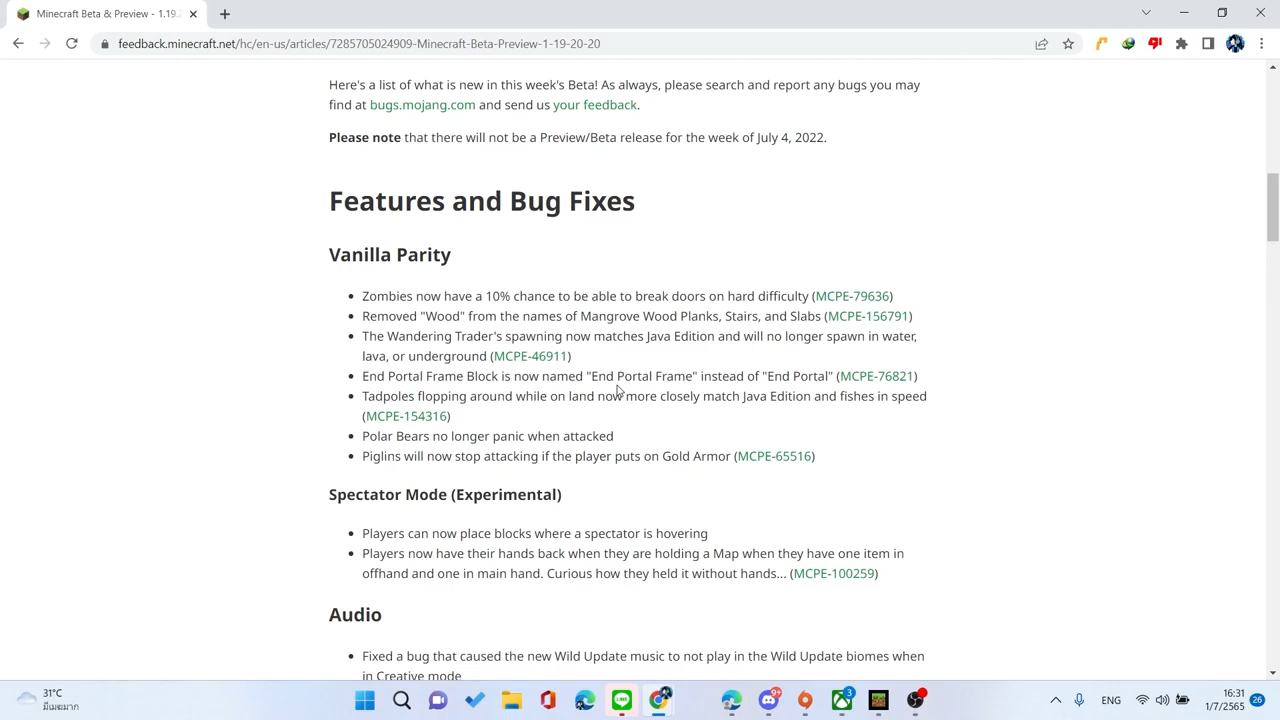 Minecraft Beta & Preview - 1.19.2
feedback.minecraft.net/hc/en-us/articles/7285705024909-Minecraft-Beta-Preview-1-19-20-20
Here's a list of what is new in this week's Beta! As always, please search and report any bugs you may
find at bugs.mojang.com and send us your feedback.
Please note that there will not be a Preview/Beta release for the week of July 4, 2022.
Features and Bug Fixes
Vanilla Parity
• Zombies now have a 10% chance to be able to break doors on hard difficulty (MCPE-79636)
• Removed "Wood" from the names of Mangrove Wood Planks, Stairs, and Slabs (MCPE-156791)
• The Wandering Trader's spawning now matches Java Edition and will no longer spawn in water,
lava, or underground (MCPE-46911)
• End Portal Frame Block is now named "End Portal Frame" instead of "End Portal" (MCPE-76821)
• Tadpoles flopping around while on land now more closely match Java Edition and fishes in speed
(MCPE-154316)
• Polar Bears no longer panic when attacked
• Piglins will now stop attacking if the player puts on Gold Armor (MCPE-65516)
Spectator Mode (Experimental)
• Players can now place blocks where a spectator is hovering
• Players now have their hands back when they are holding a Map when they have one item in
offhand and one in main hand. Curious how they held it without hands... (MCPE-100259)
Audio
• Fixed a bug that caused the new Wild Update music to not play in the Wild Update biomes when
in Creative mode
31°C
มีเมฆมาก
9+
3
ENG
16:31
1/7/2565
26